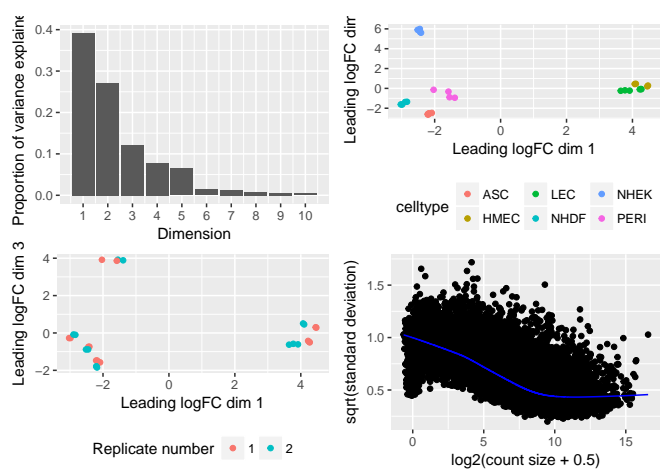 Proportion of variance explaine
0.4
0.3
0.2
0.1
0.0
1 2 3 4 5 6 7 8 9 10
Dimension
Leading logFC dim
6
4
2
0
−2
−2 0 2 4
Leading logFC dim 1
celltype
ASC LEC NHEK
HMEC NHDF PERI
Leading logFC dim 3
4
2
0
−2
−2 0 2 4
Leading logFC dim 1
Replicate number 1 2
sqrt(standard deviation)
1.5
1.0
0.5
0 5 10 15
log2(count size + 0.5)